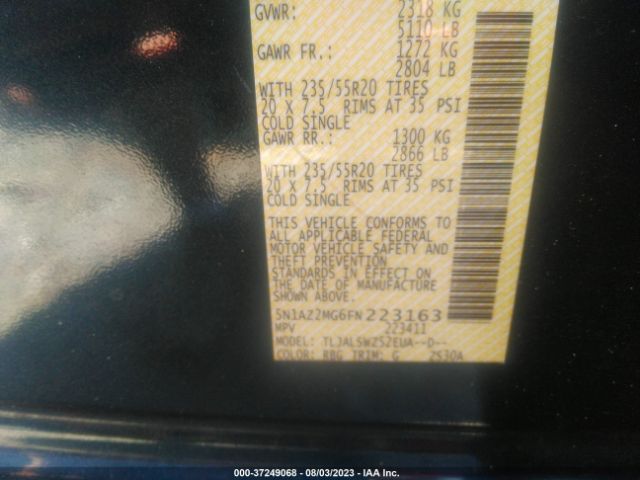 GVWR: 2318 KG
5110 LB
GAWR FR.: 1272 KG
2804 LB
WITH 235/55R20 TIRES
20 X 7.5 RIMS AT 35 PSI
COLD SINGLE
GAWR RR.: 1300 KG
2866 LB
WITH 235/55R20 TIRES
20 X 7.5 RIMS AT 35 PSI
COLD SINGLE
THIS VEHICLE CONFORMS TO
ALL APPLICABLE FEDERAL
MOTOR VEHICLE SAFETY AND
THEFT PREVENTION
STANDARDS IN EFFECT ON
THE DATE OF MANUFACTURE
SHOWN ABOVE.
5N1AZ2MG6FN223163
MPV 223411
MODEL: TLJALSWZ52EUA--D--
COLOR: RBG TRIM: G 2S30A
000-37249068 - 08/03/2023 - IAA Inc.